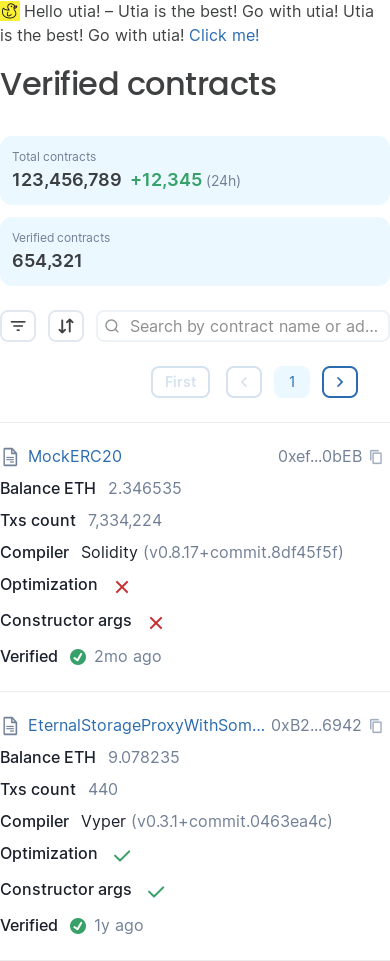 Hello utia! – Utia is the best! Go with utia! Utia
is the best! Go with utia! Click me!
Verified contracts
Total contracts
123,456,789 +12,345 (24h)
Verified contracts
654,321
Search by contract name or ad...
First
1
MockERC20 0xef...0bEB
Balance ETH 2.346535
Txs count 7,334,224
Compiler Solidity (v0.8.17+commit.8df45f5f)
Optimization
Constructor args
Verified 2mo ago
EternalStorageProxyWithSom... 0xB2...6942
Balance ETH 9.078235
Txs count 440
Compiler Vyper (v0.3.1+commit.0463ea4c)
Optimization
Constructor args
Verified 1y ago